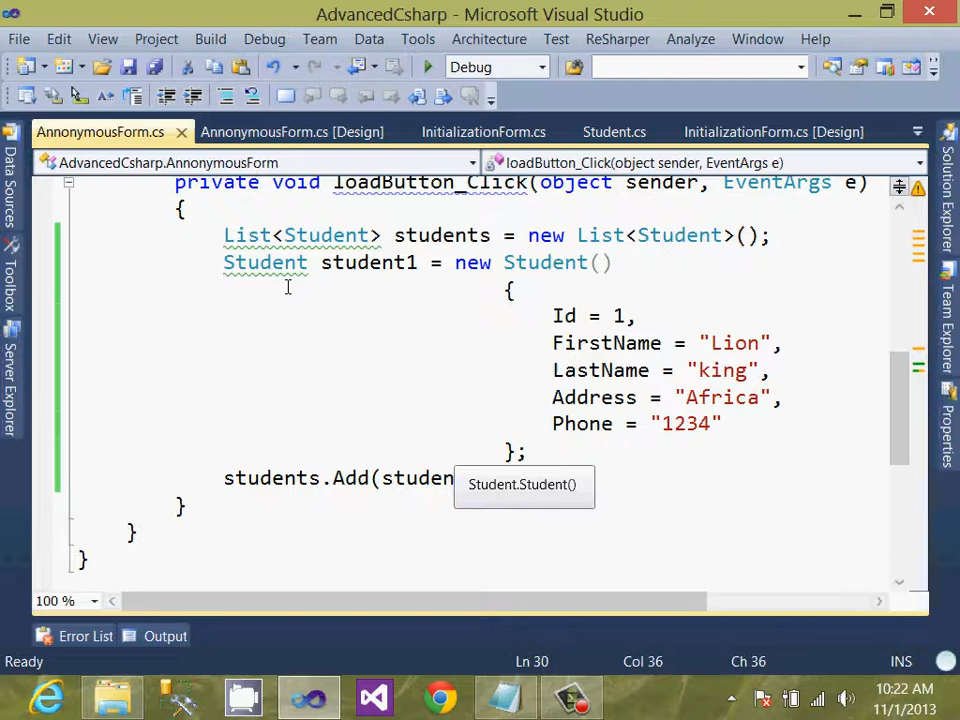 AdvancedCsharp - Microsoft Visual Studio
File Edit View Project Build Debug Team Data Tools Architecture Test ReSharper Analyze Window Help
Debug
AnnonymousForm.cs AnnonymousForm.cs [Design] InitializationForm.cs Student.cs InitializationForm.cs [Design]
AdvancedCsharp.AnnonymousForm loadButton_Click(object sender, EventArgs e)
private void loadButton_Click(object sender, EventArgs e)
{
List<Student> students = new List<Student>();
Student student1 = new Student()
{
Id = 1,
FirstName = "Lion",
LastName = "king",
Address = "Africa",
Phone = "1234"
};
students.Add(studen
Student.Student()
}
}
}
100 %
Data Sources
Toolbox
Server Explorer
Solution Explorer
Team Explorer
Properties
Error List Output
Ready Ln 30 Col 36 Ch 36 INS
10:22 AM
11/1/2013